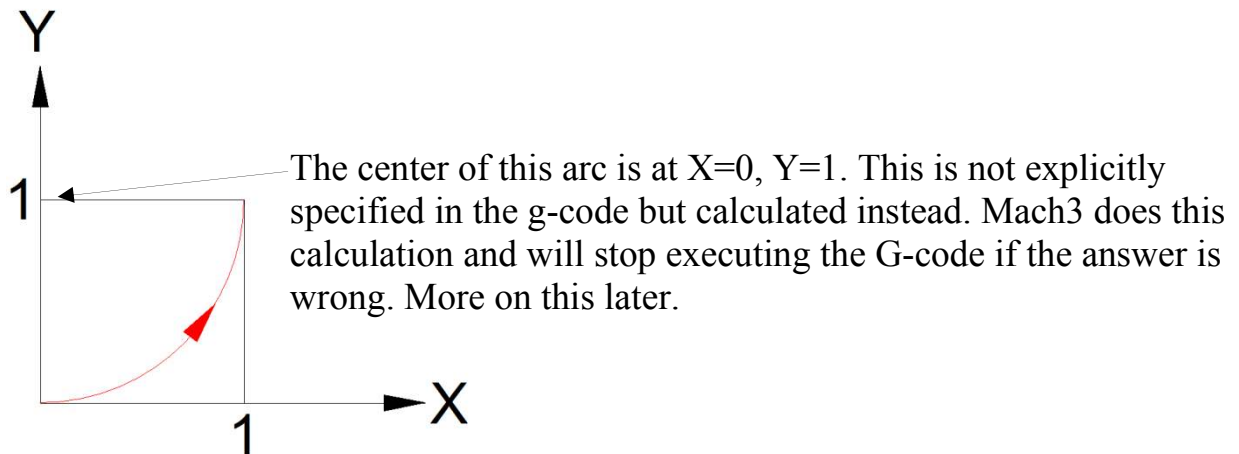 Y
The center of this arc is at X=0, Y=1. This is not explicitly
1
specified in the g-code but calculated instead. Mach3 does this
calculation and will stop executing the G-code if the answer is
wrong. More on this later.
X
1